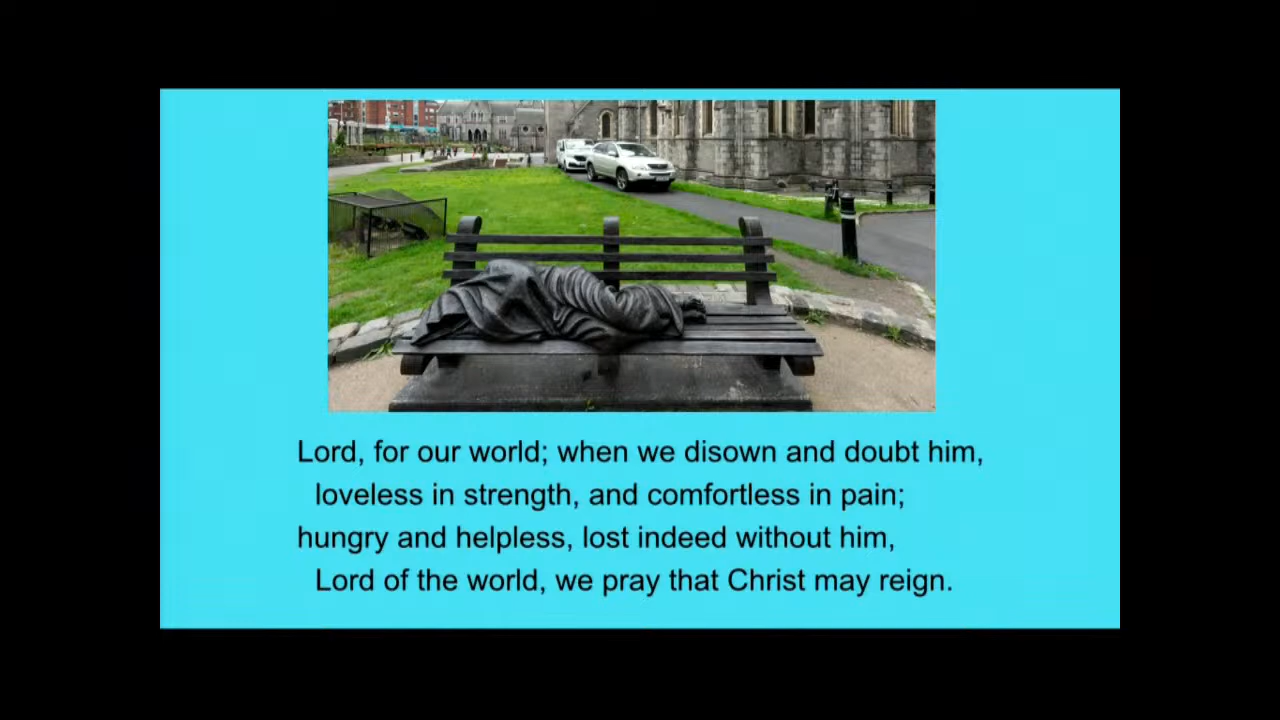 Lord, for our world; when we disown and doubt him,
loveless in strength, and comfortless in pain;
hungry and helpless, lost indeed without him,
Lord of the world, we pray that Christ may reign.